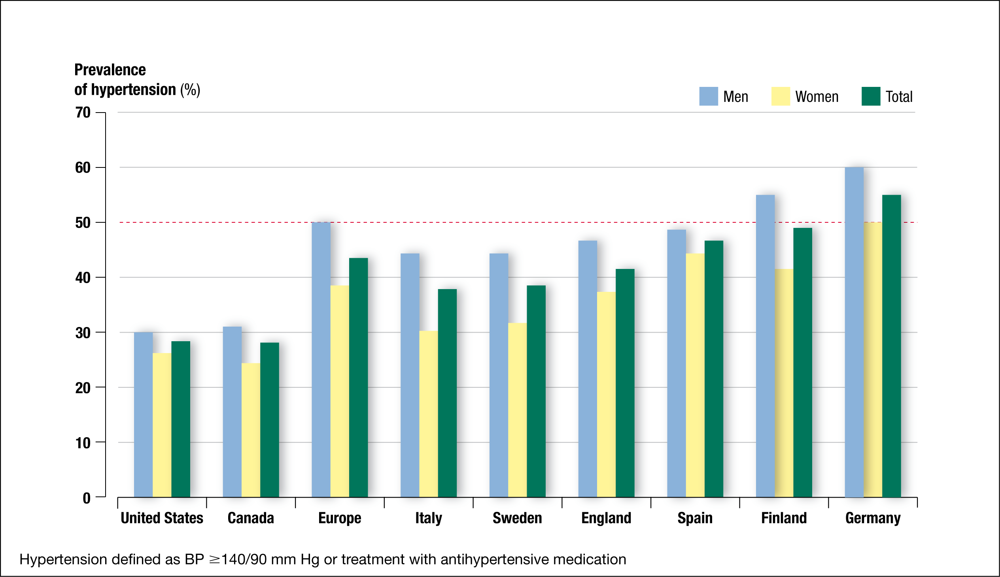 Prevalence
of hypertension (%)
Men Women Total
70
60
50
40
30
20
10
0
United States Canada Europe Italy Sweden England Spain Finland Germany
Hypertension defined as BP ≥140/90 mm Hg or treatment with antihypertensive medication